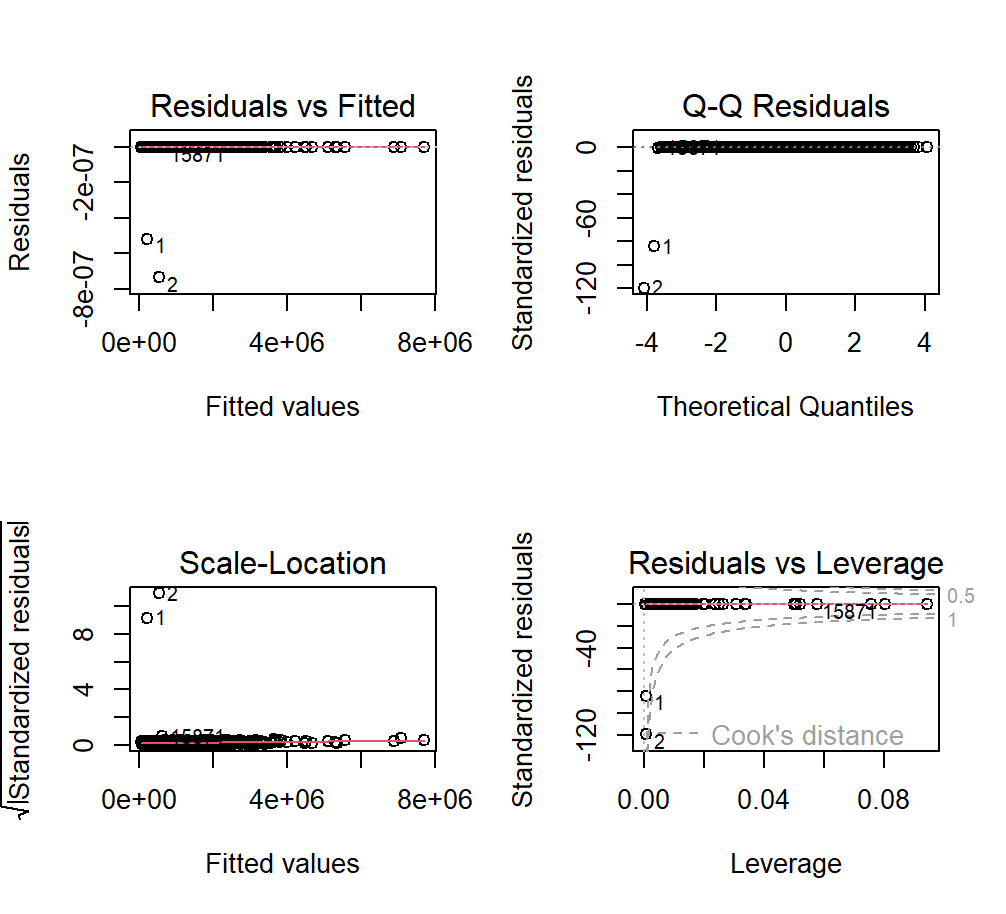 Residuals vs Fitted
Residuals
-2e-07
-8e-07
15871
1
2
0e+00 4e+06 8e+06
Fitted values
Q-Q Residuals
Standardized residuals
0
-60
-120
15871
1
2
-4 -2 0 2 4
Theoretical Quantiles
Scale-Location
√|Standardized residuals|
8
4
0
2
1
15871
0e+00 4e+06 8e+06
Fitted values
Residuals vs Leverage
Standardized residuals
-40
-120
0.5
1
15871
1
2
Cook's distance
0.00 0.04 0.08
Leverage